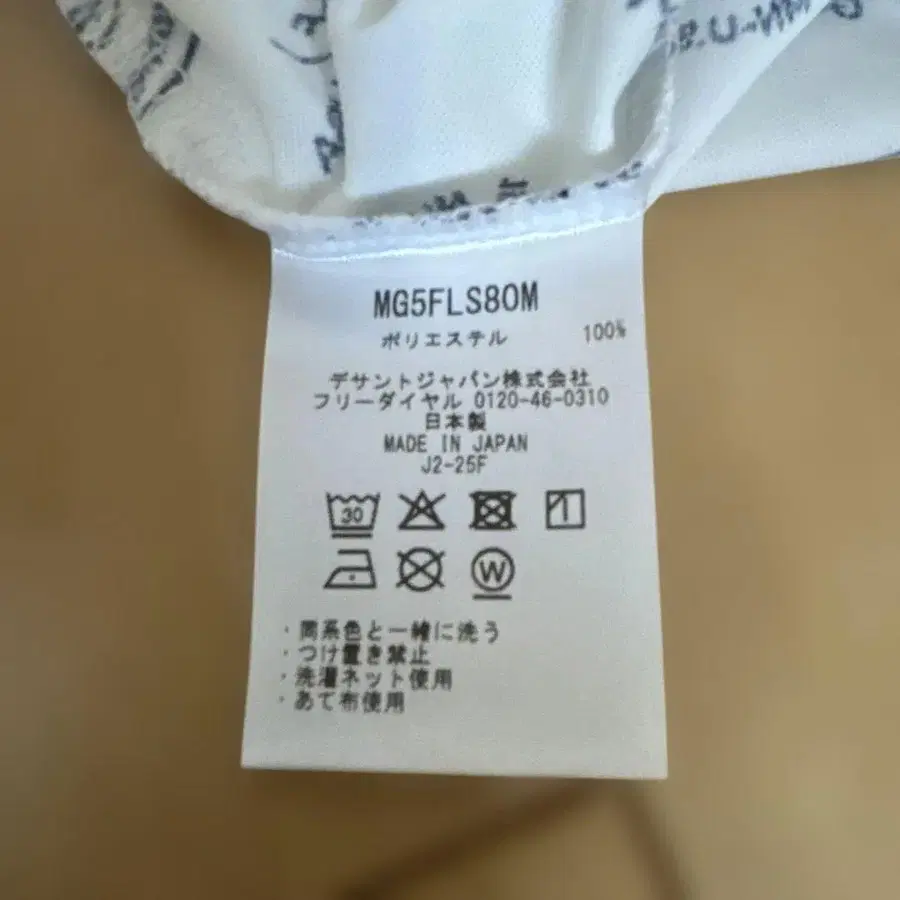 MG5FLS80M
ポリエステル 100%
デサントジャパン株式会社
フリーダイヤル 0120-46-0310
日本製
MADE IN JAPAN
J2-25F
30
W
・同系色と一緒に洗う
・つけ置き禁止
・洗濯ネット使用
・あて布使用